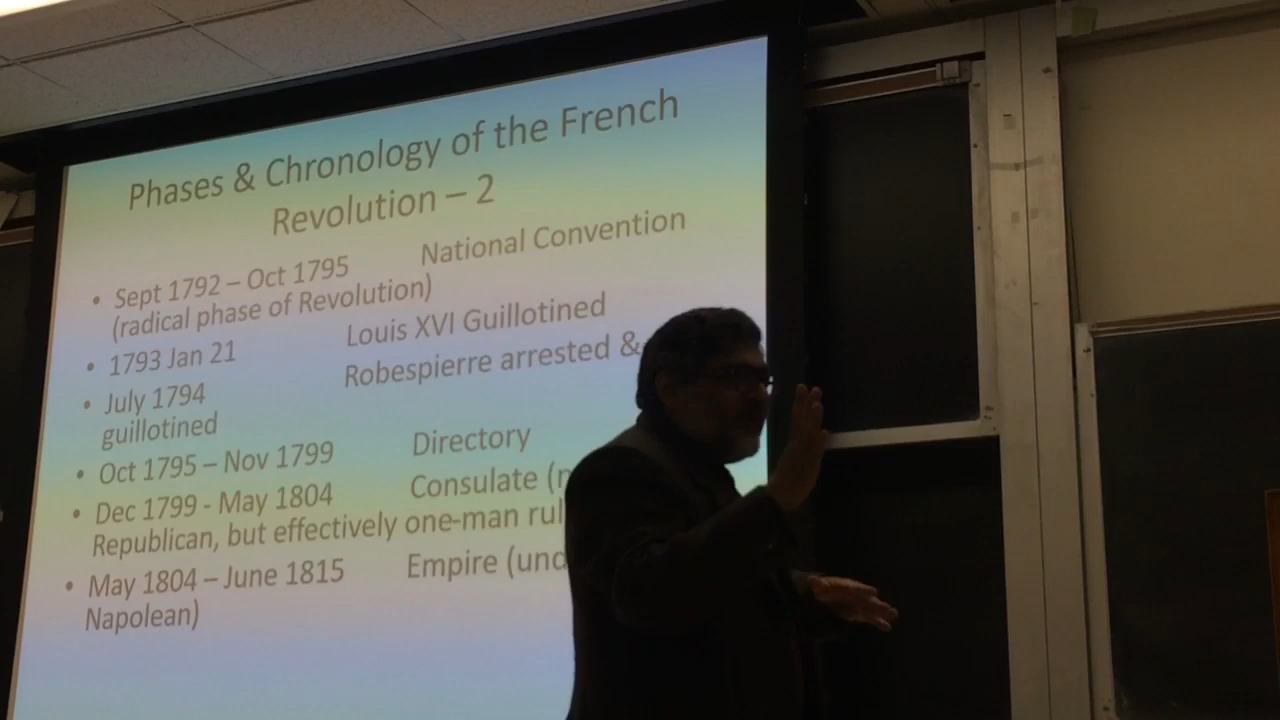 Phases & Chronology of the French
Revolution – 2
• Sept 1792 – Oct 1795 National Convention
(radical phase of Revolution)
• 1793 Jan 21 Louis XVI Guillotined
• July 1794 Robespierre arrested &
guillotined
• Oct 1795 – Nov 1799 Directory
• Dec 1799 - May 1804 Consulate
Republican, but effectively one-man
• May 1804 – June 1815 Empire
Napolean)